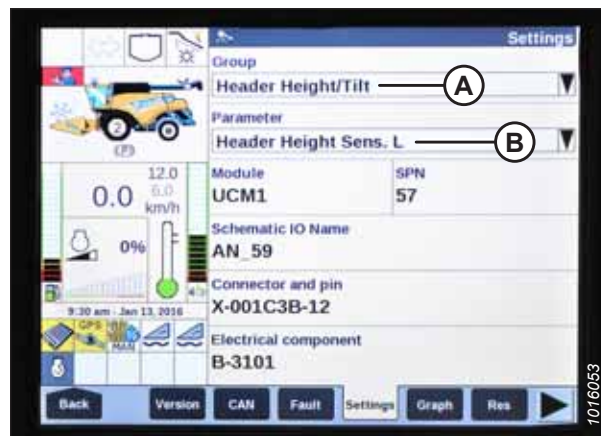 Settings
Group
Header Height/Tilt
A
Parameter
Header Height Sens. L
B
Module
SPN
UCM1
57
Schematic IO Name
AN_59
Connector and pin
X-001C3B-12
Electrical component
B-3101
2
(P)
12.0
6.0
0.0
km/h
0%
9:30 am - Jan 13, 2016
GPS
MAN
Back
Version
CAN
Fault
Settings
Graph
Res
1016053